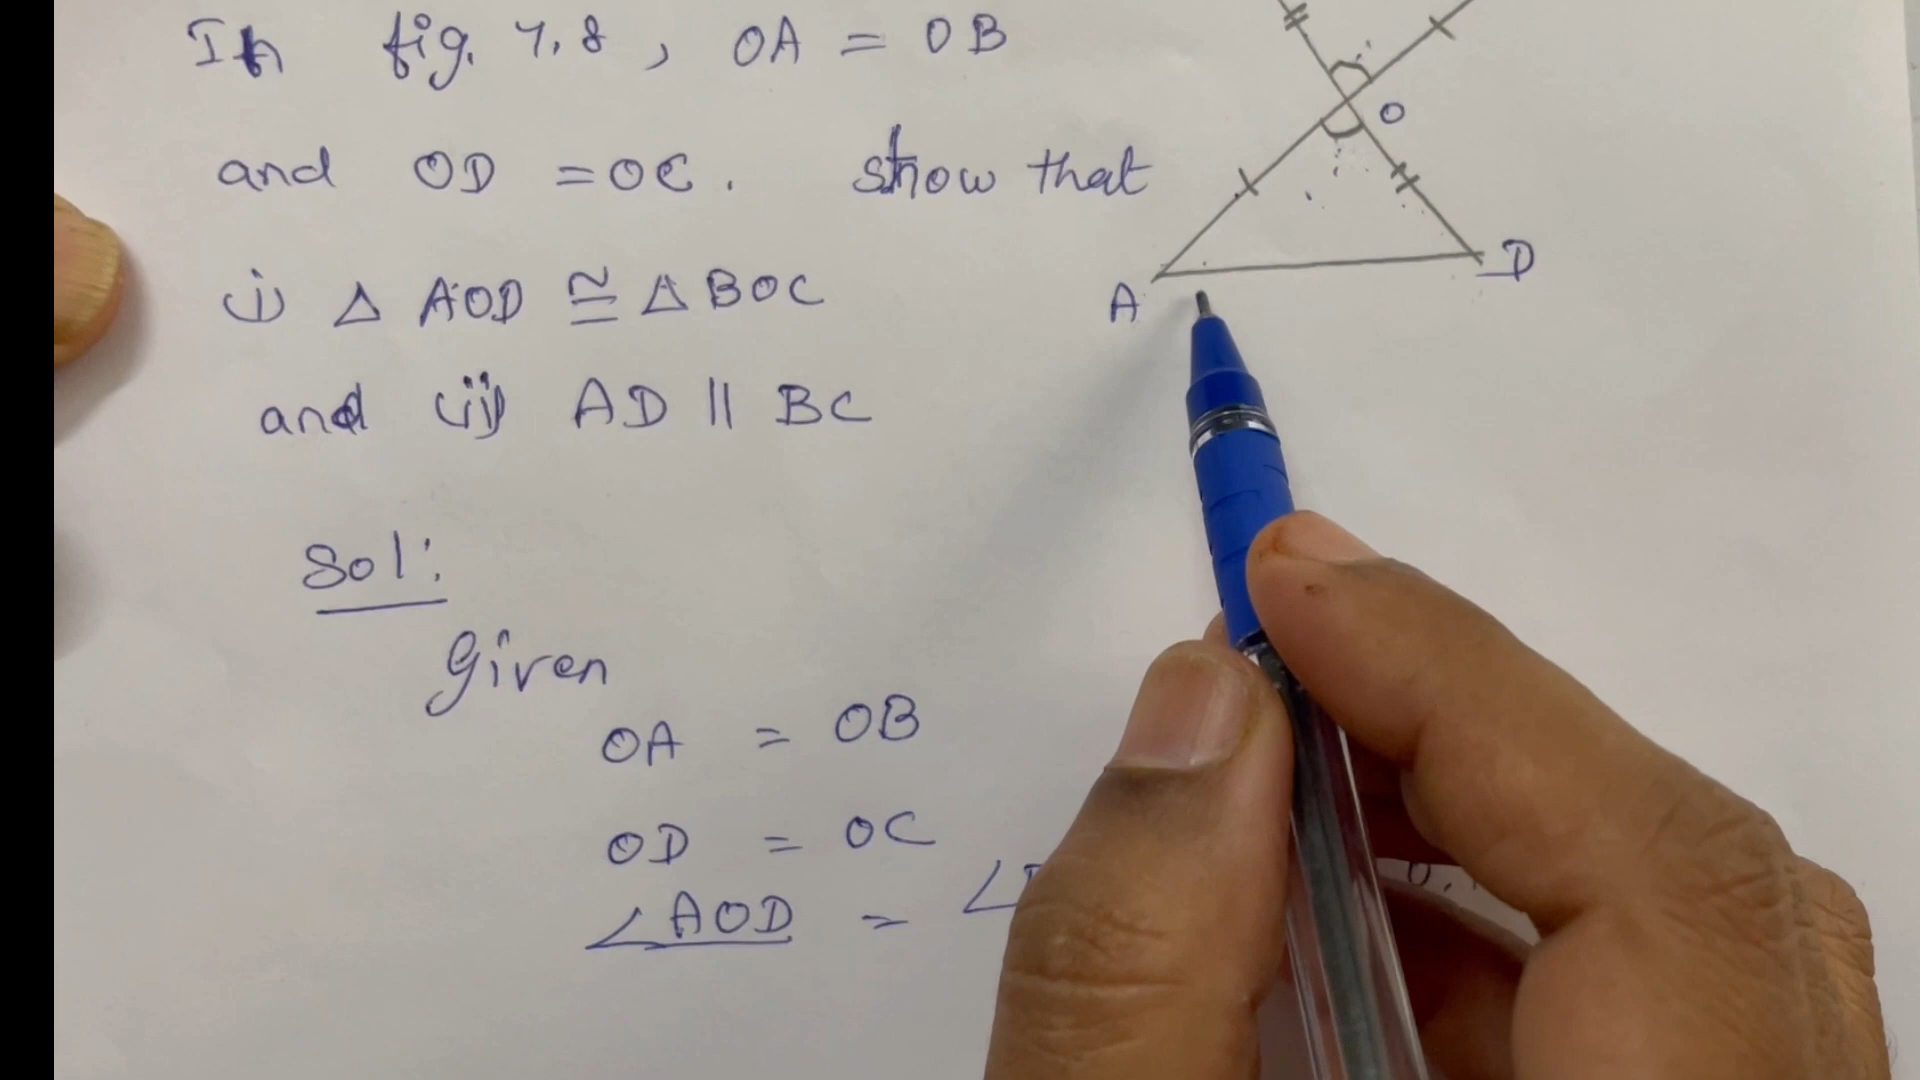 In fig. 7.8, OA = OB
and OD = OC. show that
(i) △ AOD ≅ △ BOC
and (ii) AD || BC
Sol:
Given
OA = OB
OD = OC
∠AOD = ∠
O
A
D